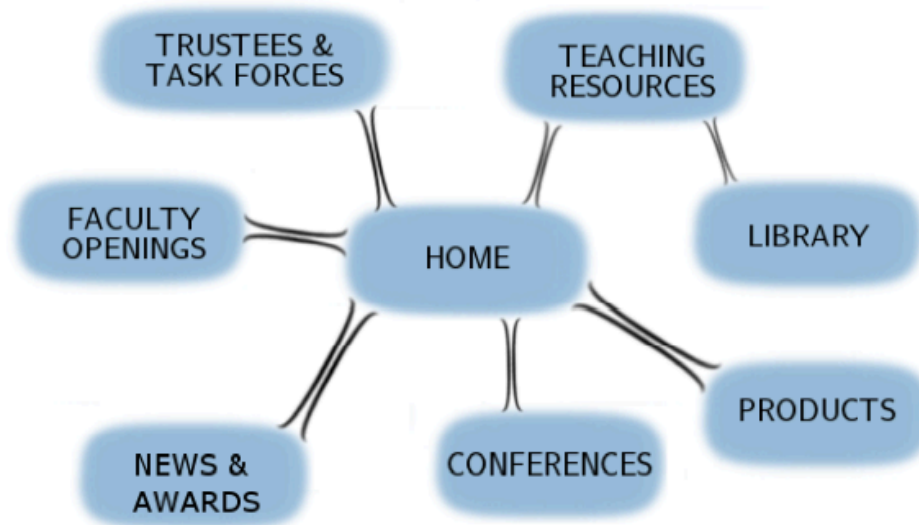 TRUSTEES &
TASK FORCES
TEACHING
RESOURCES
FACULTY
OPENINGS
HOME
LIBRARY
PRODUCTS
NEWS &
AWARDS
CONFERENCES